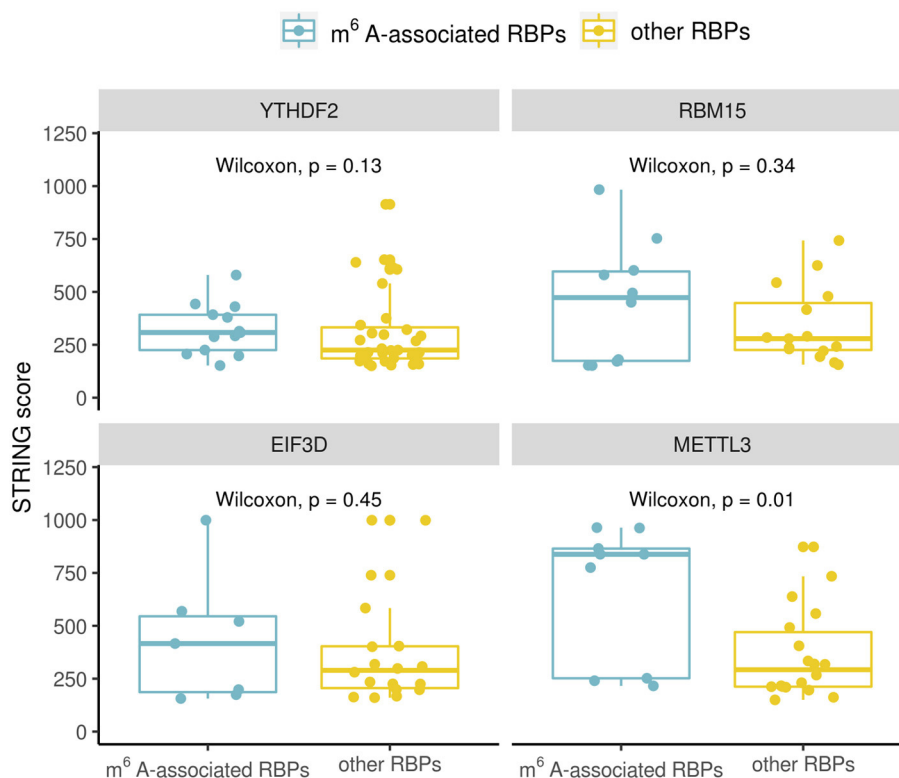 m⁶ A-associated RBPs other RBPs
YTHDF2 RBM15
1250
Wilcoxon, p = 0.13 Wilcoxon, p = 0.34
1000
750
500
250
0
STRING score
EIF3D METTL3
1250
Wilcoxon, p = 0.45 Wilcoxon, p = 0.01
1000
750
500
250
0
m⁶ A-associated RBPs other RBPs m⁶ A-associated RBPs other RBPs